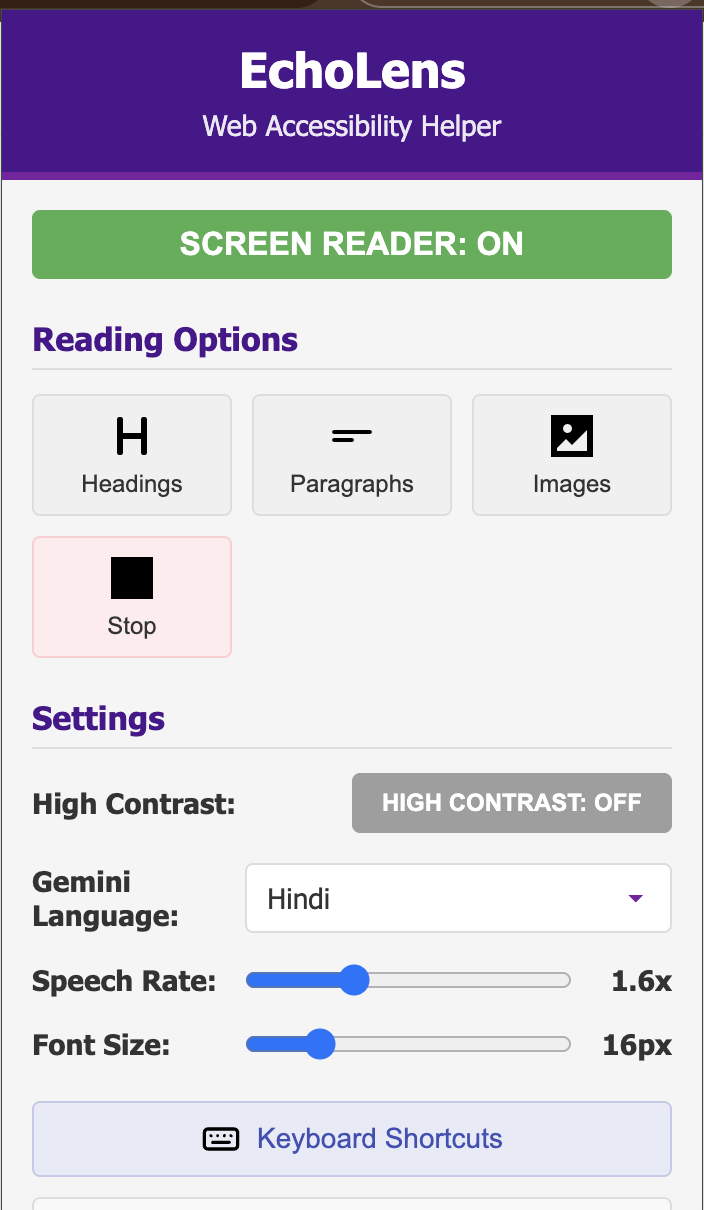 EchoLens
Web Accessibility Helper
SCREEN READER: ON
Reading Options
Headings
Paragraphs
Images
Stop
Settings
High Contrast:
HIGH CONTRAST: OFF
Gemini
Language:
Hindi
Speech Rate:
1.6x
Font Size:
16px
Keyboard Shortcuts